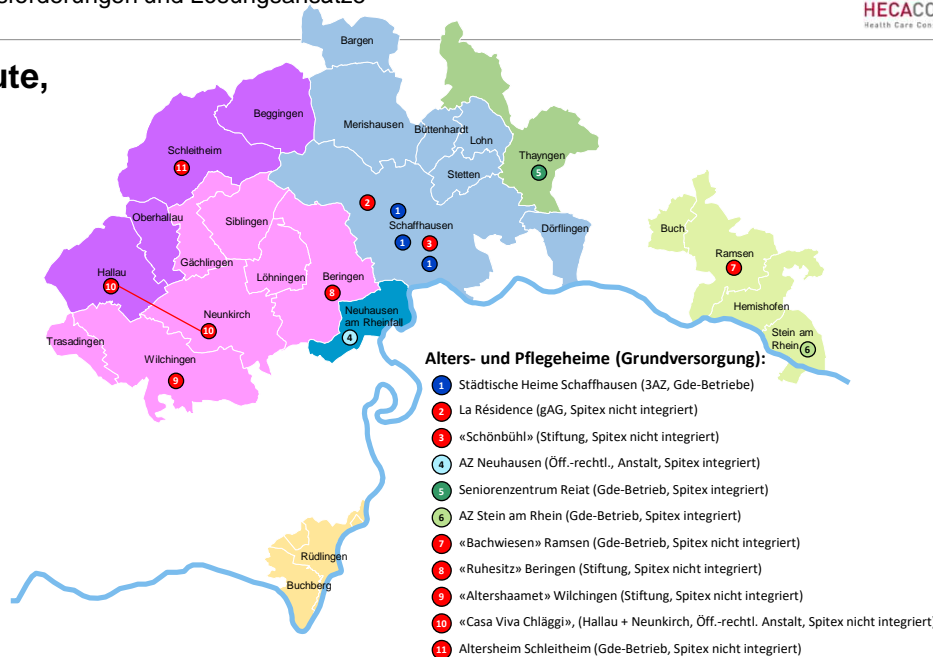 HECACO
Health Care Con
ute,
Bargen
Beggingen
Merishausen
Büttenhardt
Lohn
Schleitheim
11
Thayngen
5
Stetten
2
1
Oberhallau
Siblingen
Schaffhausen
1
3
Dörflingen
Buch
Ramsen
7
Gächlingen
1
Hallau
10
Löhningen
Beringen
8
Hemishofen
Neunkirch
10
Neuhausen
am Rheinfall
4
Stein am
Rhein
6
Trasadingen
Wilchingen
9
Alters- und Pflegeheime (Grundversorgung):
1 Städtische Heime Schaffhausen (3AZ, Gde-Betriebe)
2 La Résidence (gAG, Spitex nicht integriert)
3 «Schönbühl» (Stiftung, Spitex nicht integriert)
4 AZ Neuhausen (Öff.-rechtl., Anstalt, Spitex integriert)
5 Seniorenzentrum Reiat (Gde-Betrieb, Spitex integriert)
6 AZ Stein am Rhein (Gde-Betrieb, Spitex integriert)
7 «Bachwiesen» Ramsen (Gde-Betrieb, Spitex nicht integriert)
8 «Ruhesitz» Beringen (Stiftung, Spitex nicht integriert)
9 «Altershaamet» Wilchingen (Stiftung, Spitex nicht integriert)
10 «Casa Viva Chläggi», (Hallau + Neunkirch, Öff.-rechtl. Anstalt, Spitex nicht integriert)
11 Altersheim Schleitheim (Gde-Betrieb, Spitex nicht integriert)
Rüdlingen
Buchberg